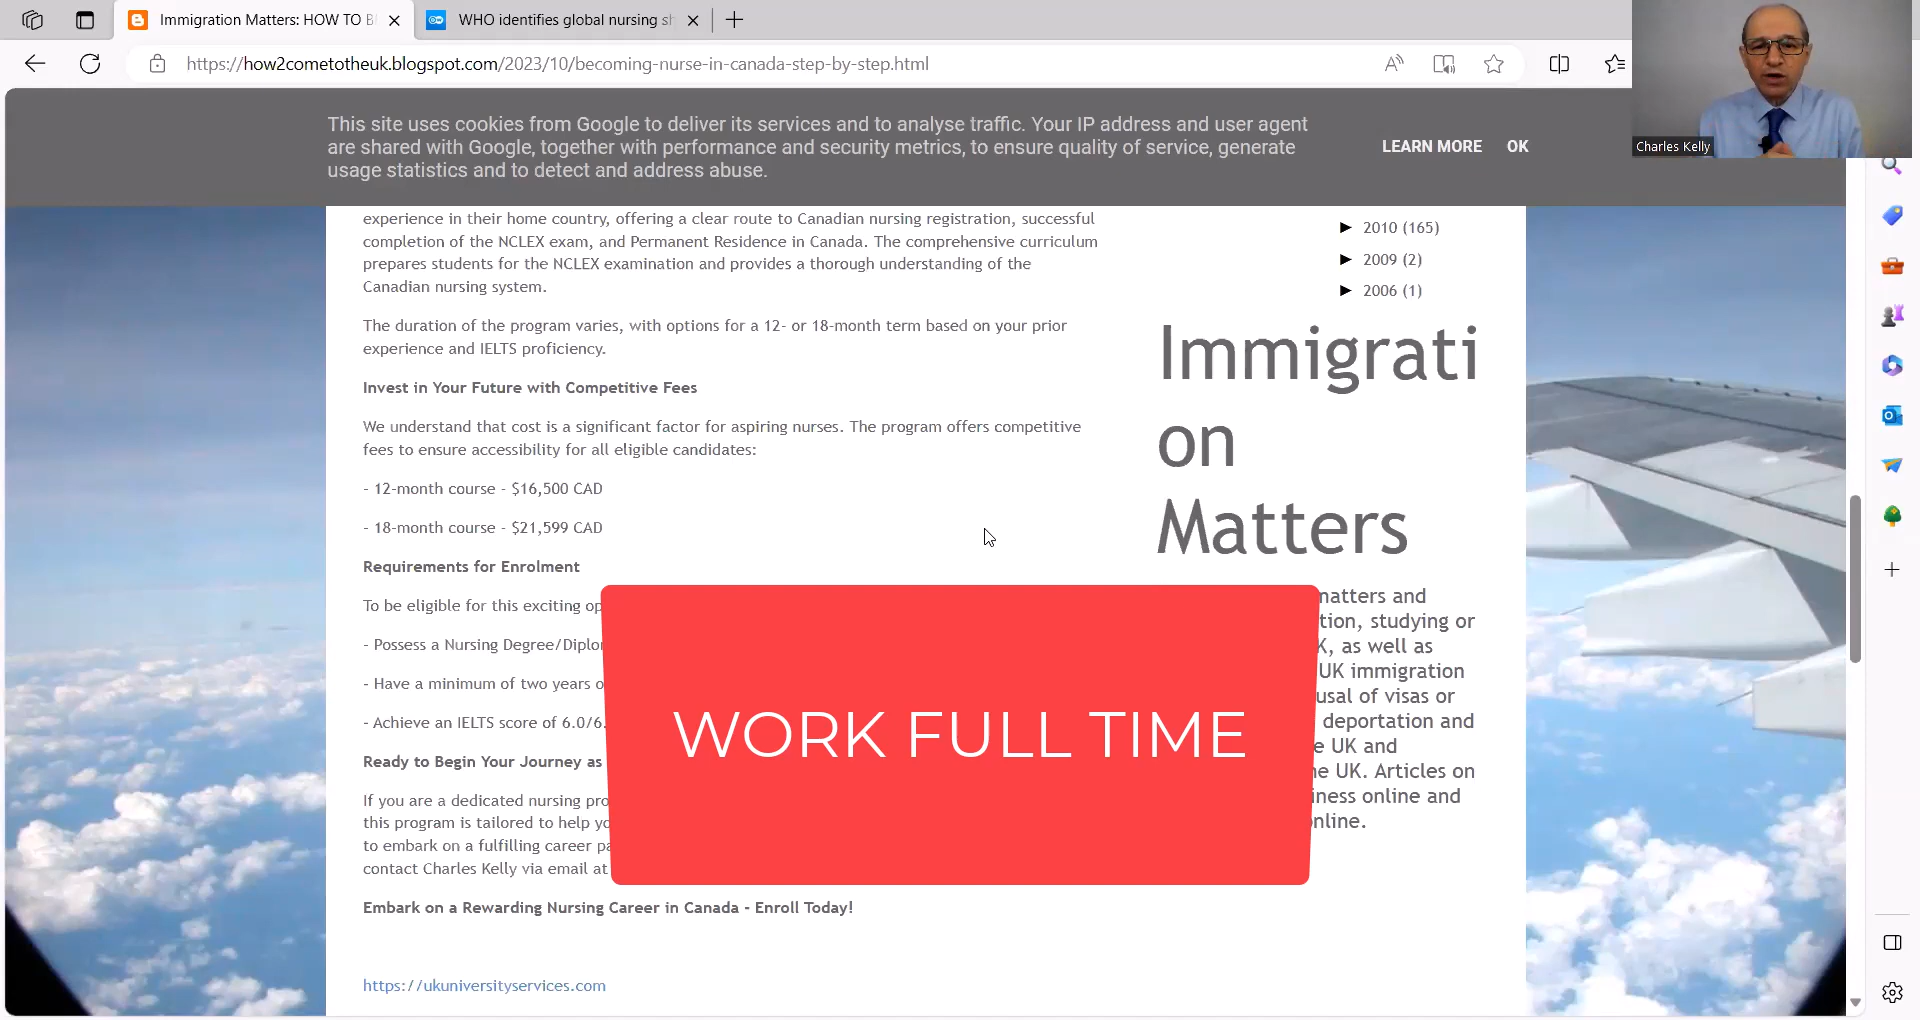 Immigration Matters: HOW TO B
WHO identifies global nursing sh
https://how2cometotheuk.blogspot.com/2023/10/becoming-nurse-in-canada-step-by-step.html
Charles Kelly
This site uses cookies from Google to deliver its services and to analyse traffic. Your IP address and user agent
are shared with Google, together with performance and security metrics, to ensure quality of service, generate
usage statistics and to detect and address abuse.
LEARN MORE OK
experience in their home country, offering a clear route to Canadian nursing registration, successful
completion of the NCLEX exam, and Permanent Residence in Canada. The comprehensive curriculum
prepares students for the NCLEX examination and provides a thorough understanding of the
Canadian nursing system.
The duration of the program varies, with options for a 12- or 18-month term based on your prior
experience and IELTS proficiency.
Invest in Your Future with Competitive Fees
We understand that cost is a significant factor for aspiring nurses. The program offers competitive
fees to ensure accessibility for all eligible candidates:
- 12-month course - $16,500 CAD
- 18-month course - $21,599 CAD
Requirements for Enrolment
To be eligible for this exciting op
- Possess a Nursing Degree/Diplo
- Have a minimum of two years o
- Achieve an IELTS score of 6.0/6.
Ready to Begin Your Journey as
If you are a dedicated nursing pro
this program is tailored to help yo
to embark on a fulfilling career pa
contact Charles Kelly via email at
Embark on a Rewarding Nursing Career in Canada - Enroll Today!
https://ukuniversityservices.com
WORK FULL TIME
► 2010 (165)
► 2009 (2)
► 2006 (1)
Immigrati
on
Matters
matters and
tion, studying or
K, as well as
UK immigration
usal of visas or
deportation and
e UK and
he UK. Articles on
iness online and
online.